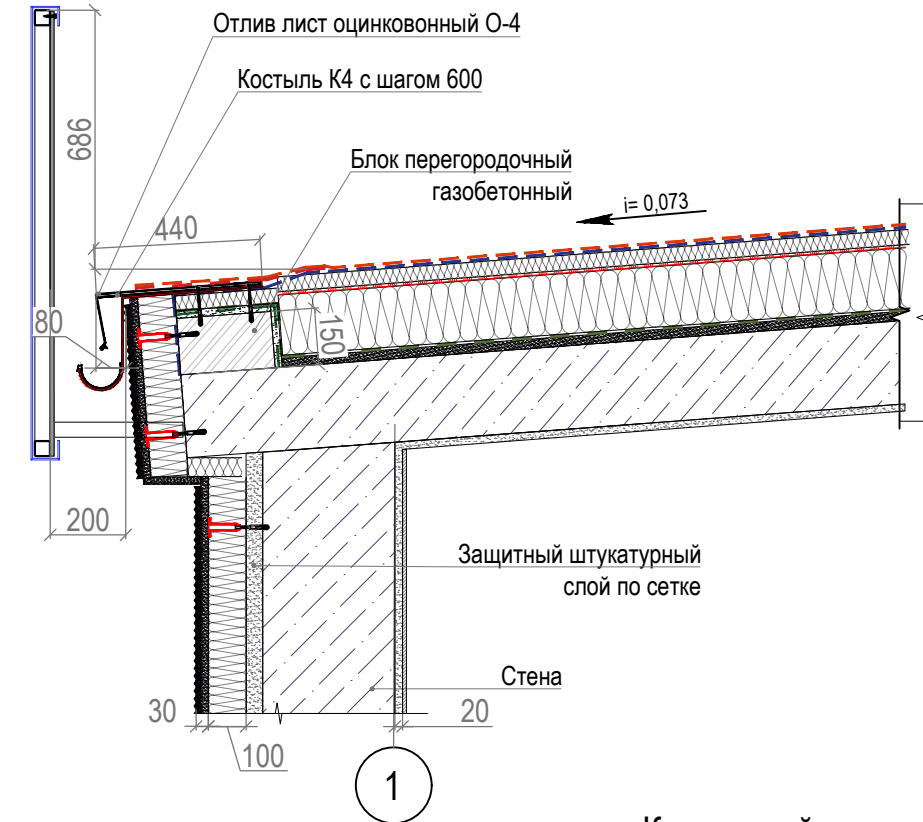 Отлив лист оцинковонный О-4
Костыль К4 с шагом 600
686
Блок перегородочный
газобетонный
i= 0,073
440
80
150
200
Защитный штукатурный
слой по сетке
Стена
30
20
100
1